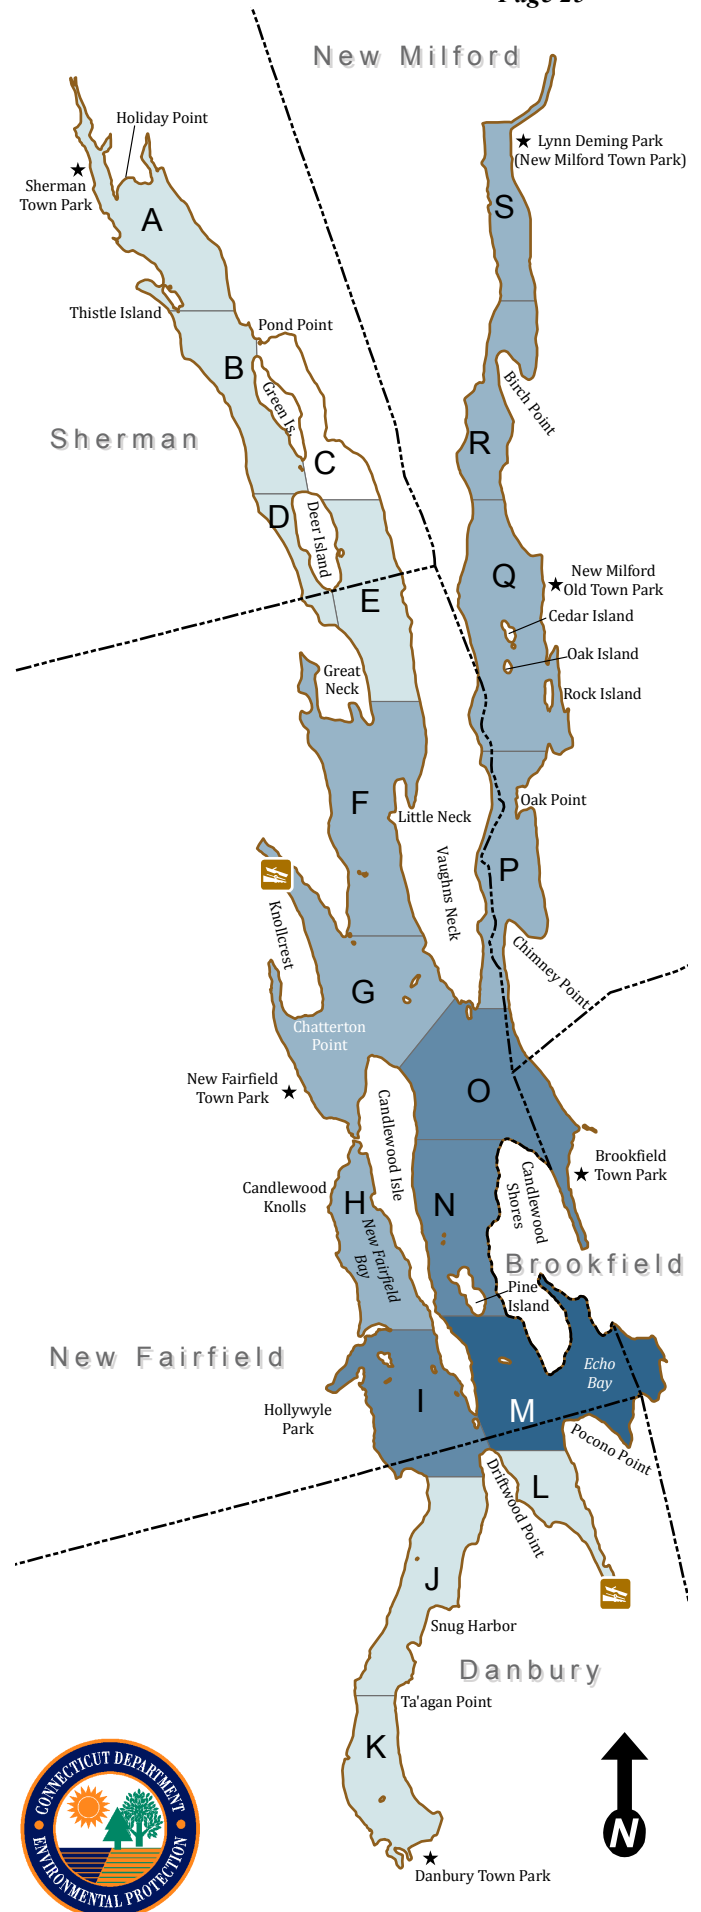 Page 23
New Milford
Holiday Point
Lynn Deming Park
(New Milford Town Park)
Sherman
Town Park
S
A
Thistle Island
Pond Point
B
Green Is.
Birch Point
Sherman
R
C
D
Deer Island
Q
New Milford
Old Town Park
E
Cedar Island
Oak Island
Great
Neck
Rock Island
F
Oak Point
Little Neck
Vaughns Neck
P
Knollcrest
Chimney Point
G
Chatterton
Point
New Fairfield
Town Park
O
Candlewood Isle
Brookfield
Town Park
Candlewood
Shores
Candlewood
Knolls
H
N
New Fairfield
Bay
Brookfield
Pine
Island
New Fairfield
Echo
Bay
Hollywyle
Park
I
M
Pocono Point
Driftwood Point
L
J
Snug Harbor
Danbury
Ta'agan Point
K
CONNECTICUT DEPARTMENT
ENVIRONMENTAL PROTECTION
N
Danbury Town Park